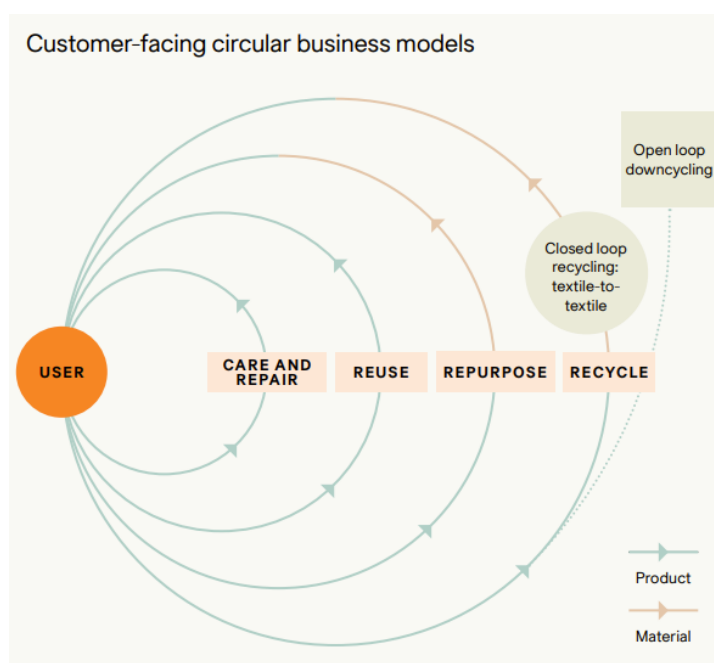 Customer-facing circular business models
Open loop
downcycling
Closed loop
recycling:
textile-to-
textile
USER
CARE AND
REPAIR
REUSE
REPURPOSE
RECYCLE
Product
Material